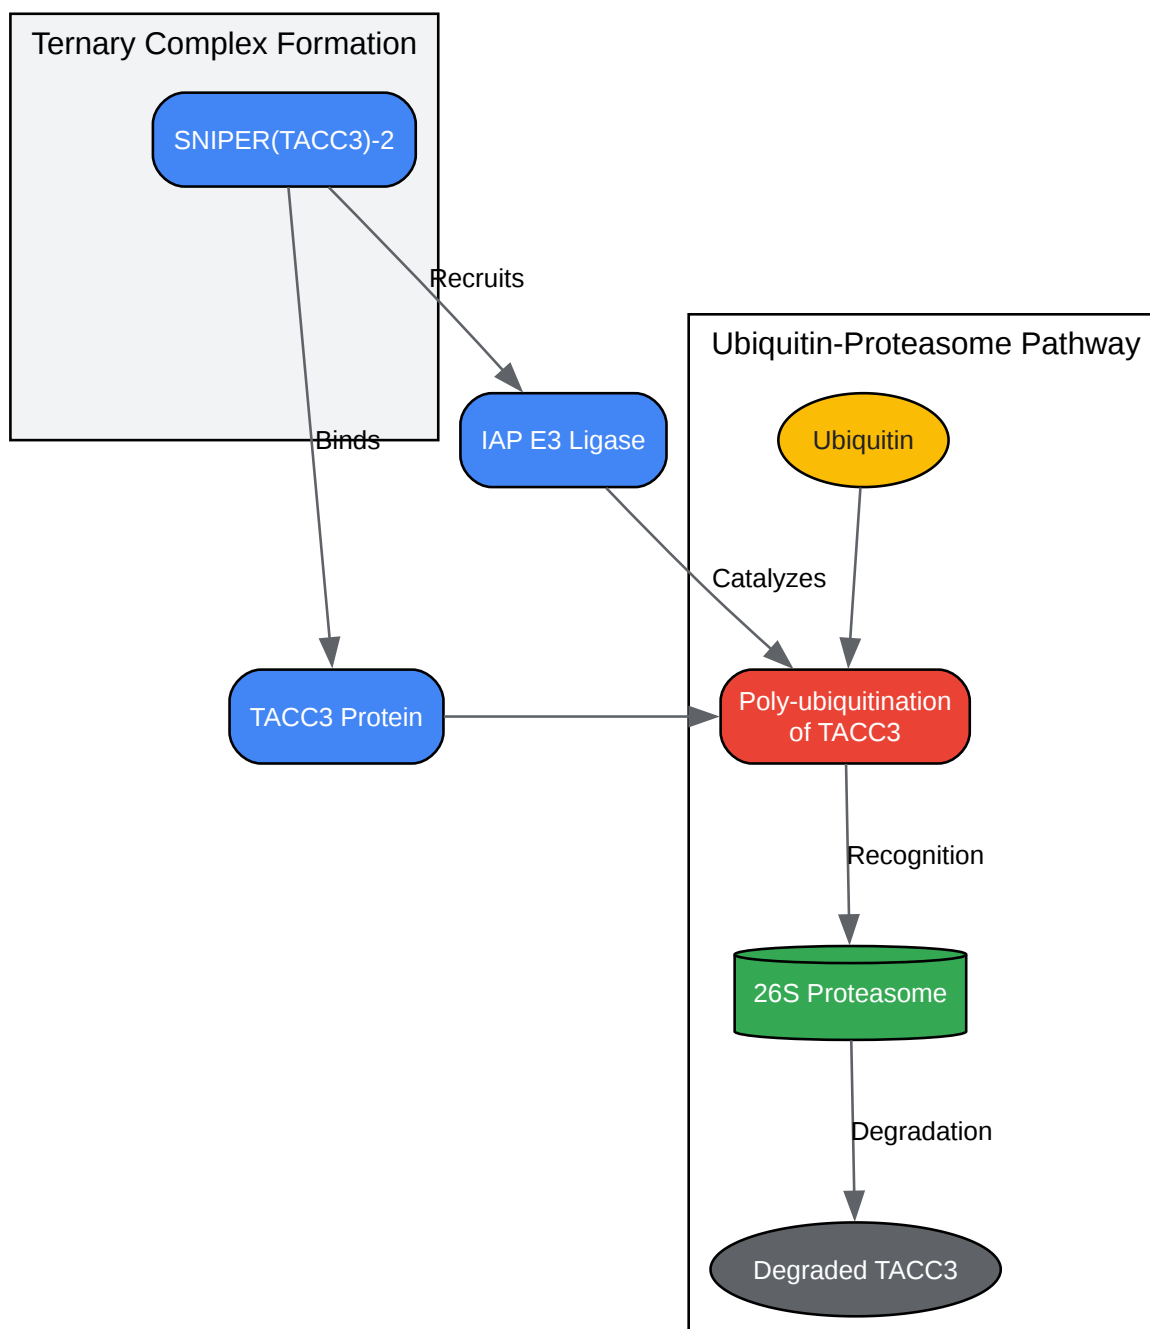 Ternary Complex Formation
SNIPER(TACC3)-2
Recruits
Ubiquitin-Proteasome Pathway
Binds
IAP E3 Ligase
Ubiquitin
Catalyzes
TACC3 Protein
Poly-ubiquitination
of TACC3
Recognition
26S Proteasome
Degradation
Degraded TACC3